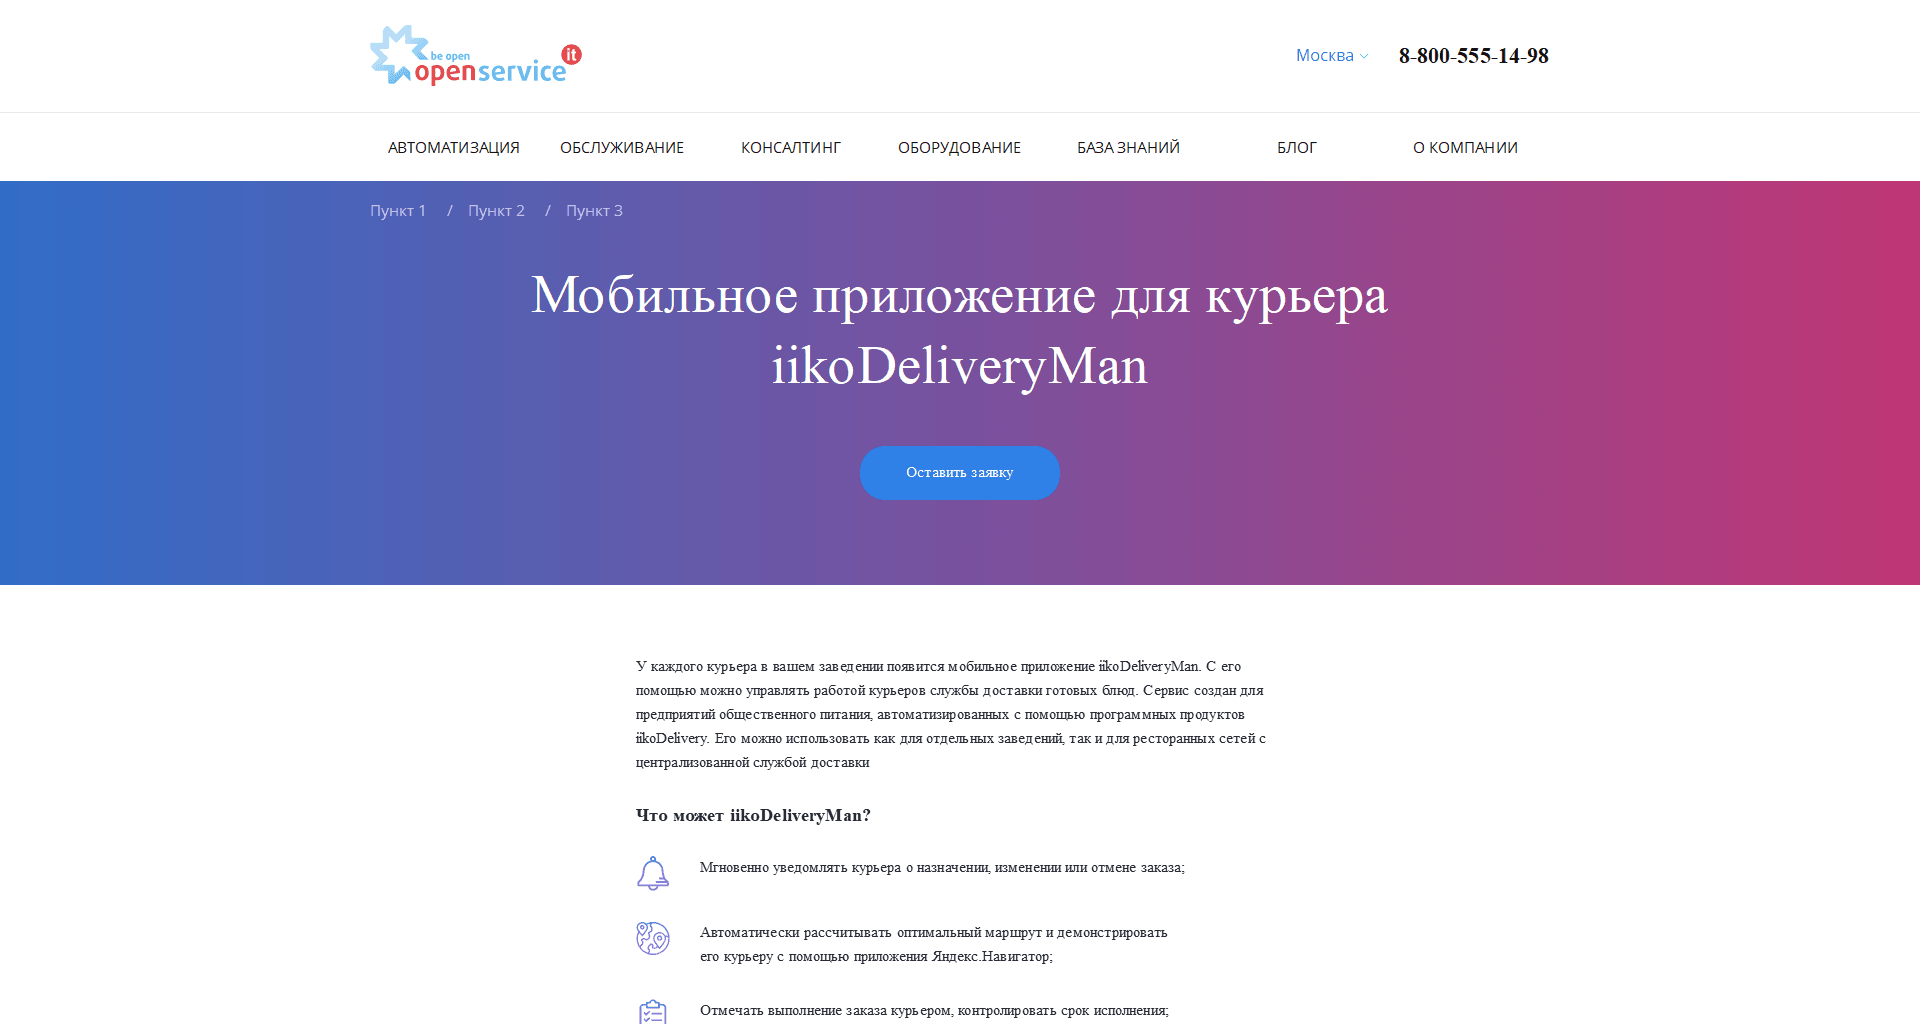 be open
openservice
it
Москва
8-800-555-14-98
АВТОМАТИЗАЦИЯ ОБСЛУЖИВАНИЕ КОНСАЛТИНГ ОБОРУДОВАНИЕ БАЗА ЗНАНИЙ БЛОГ О КОМПАНИИ
Пункт 1 / Пункт 2 / Пункт 3
Мобильное приложение для курьера
iikoDeliveryMan
Оставить заявку
У каждого курьера в вашем заведении появится мобильное приложение iikoDeliveryMan. С его
помощью можно управлять работой курьеров службы доставки готовых блюд. Сервис создан для
предприятий общественного питания, автоматизированных с помощью программных продуктов
iikoDelivery. Его можно использовать как для отдельных заведений, так и для ресторанных сетей с
централизованной службой доставки
Что может iikoDeliveryMan?
Мгновенно уведомлять курьера о назначении, изменении или отмене заказа;
Автоматически рассчитывать оптимальный маршрут и демонстрировать
его курьеру с помощью приложения Яндекс.Навигатор;
Отмечать выполнение заказа курьером, контролировать срок исполнения;